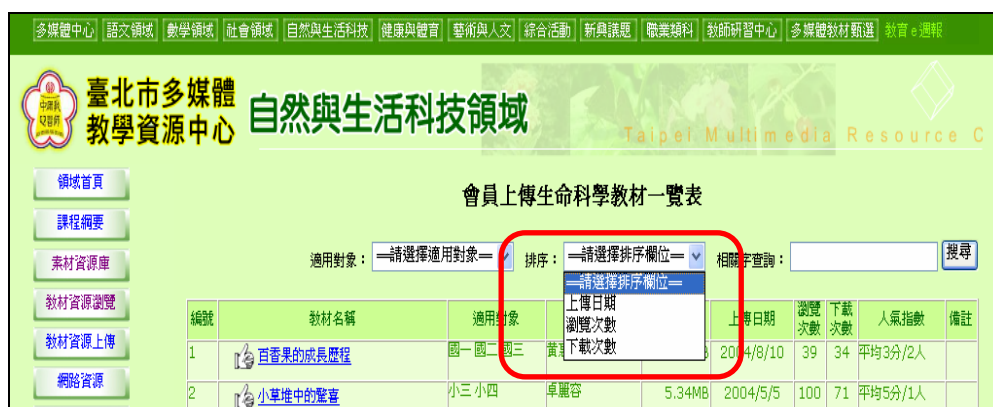 多媒體中心 語文領域 數學領域 社會領域 自然與生活科技 健康與體育 藝術與人文 綜合活動 新興議題 職業類科 教師研習中心 多媒體教材甄選 教育e週報
臺北市多媒體
教學資源中心
自然與生活科技領域
Taipei Multimedia Resource C
領域首頁
課程綱要
素材資源庫
教材資源瀏覽
教材資源上傳
網路資源
會員上傳生命科學教材一覽表
適用對象： ══請選擇適用對象══ 排序： ══請選擇排序欄位══ 相關字查詢： 搜尋
══請選擇排序欄位══
上傳日期
瀏覽次數
下載次數
編號 教材名稱 適用對象 上傳日期 瀏覽次數 下載次數 人氣指數 備註
1 百香果的成長歷程 國一 國二 國三 黃 B 2004/8/10 39 34 平均3分/2人
2 小草堆中的驚喜 小三 小四 卓麗容 5.34MB 2004/5/5 100 71 平均5分/1人